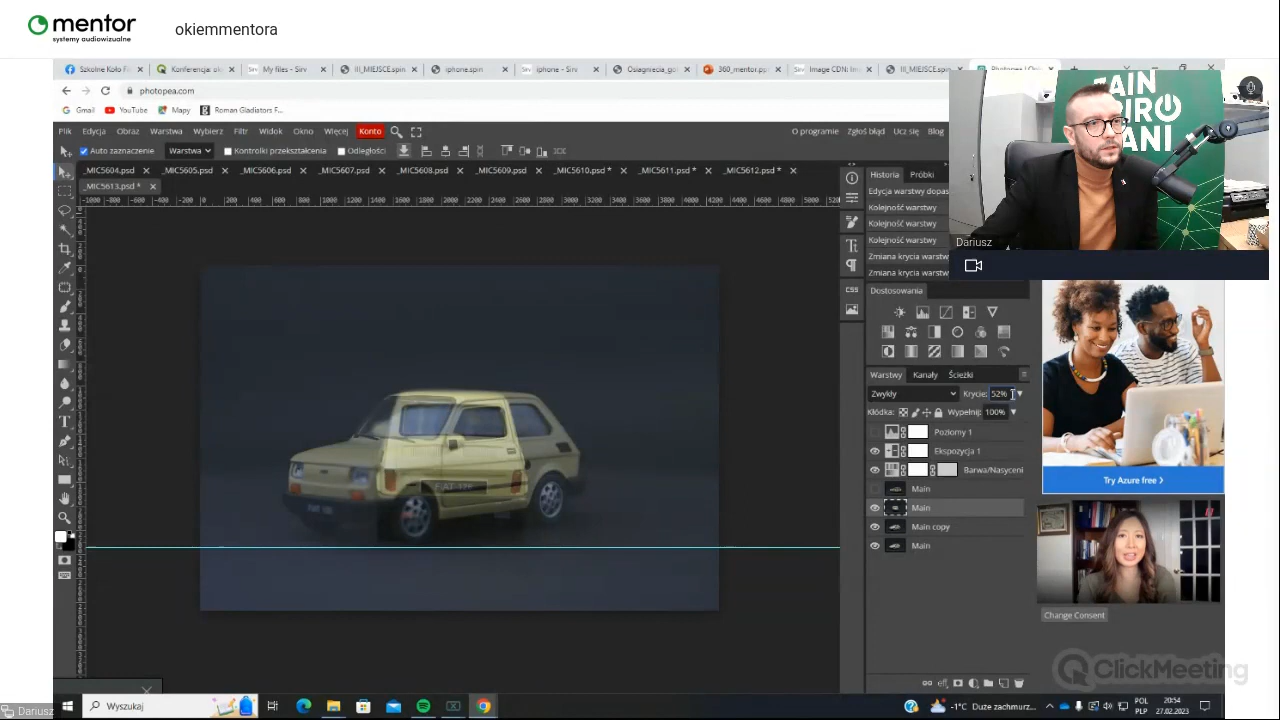 mentor
systemy audiowizualne
okiemmentora
Szkolne Koło F
Konferencja: ok
My files - Sirv
III_MIEJSCE.spin
iphone.spin
iphone - Sirv
Osiagniecia_go
360_mentor.pp
Image CDN: Im
III_MIEJSCE.spin
photopea.com
Gmail
YouTube
Mapy
Roman Gladiators F...
Plik Edycja Obraz Warstwa Wybierz Filtr Widok Okno Więcej Konto
O programie Zgłoś błąd Ucz się Blog
Auto zaznaczenie Warstwa Kontrolki przekształcenia Odległości
_MIC5604.psd _MIC5605.psd _MIC5606.psd _MIC5607.psd _MIC5608.psd _MIC5609.psd _MIC5610.psd * _MIC5611.psd * _MIC5612.psd *
_MIC5613.psd *
Historia Próbki
Edycja warstwy dopas
Kolejność warstwy
Kolejność warstwy
Kolejność warstwy
Zmiana krycia warstw
Zmiana krycia warstw
Dariusz
Dostosowania
CSS
Warstwy Kanały Ścieżki
Zwykły Krycie: 52%
Kłódka: Wypełnij: 100%
Poziomy 1
Ekspozycja 1
Barwa/Nasyceni
Main
Main
Main copy
Main
Try Azure free
Change Consent
ClickMeeting
Dariusz
Wyszukaj
-1°C Duże zachmurz...
POL
PLP
20:54
27.02.2023